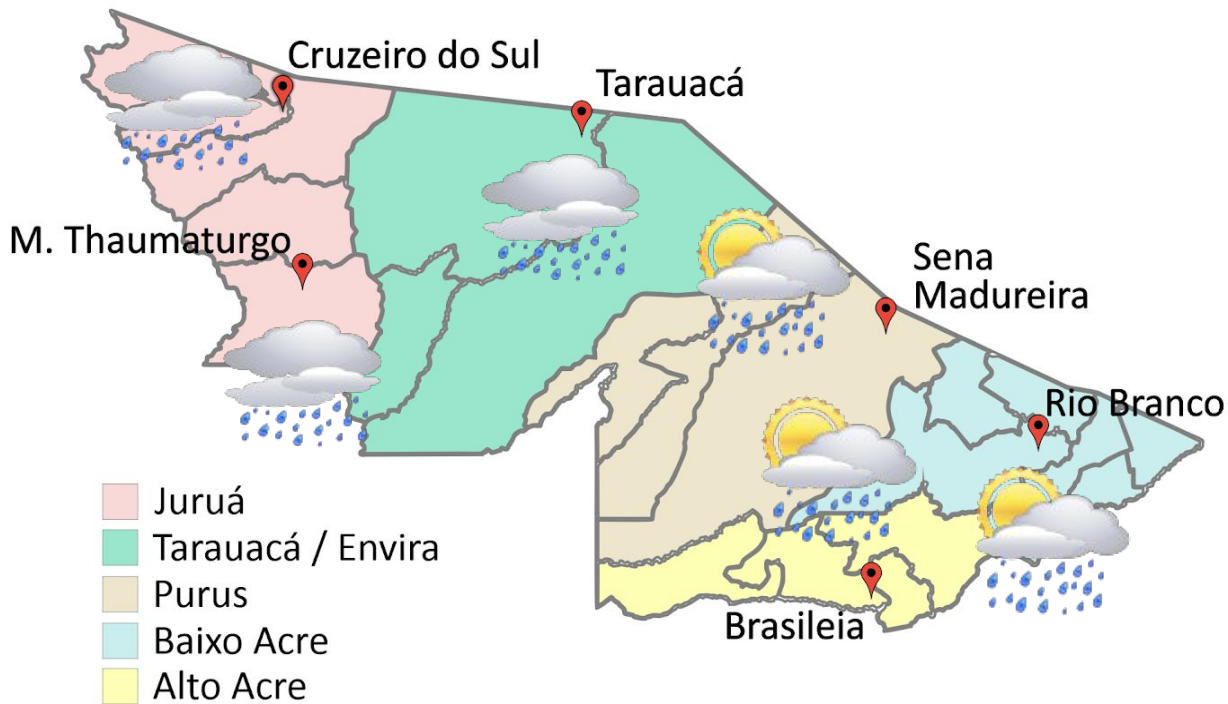 Cruzeiro do Sul
Tarauacá
M. Thaumaturgo
Sena
Madureira
Rio Branco
Brasileia
Juruá
Tarauacá / Envira
Purus
Baixo Acre
Alto Acre